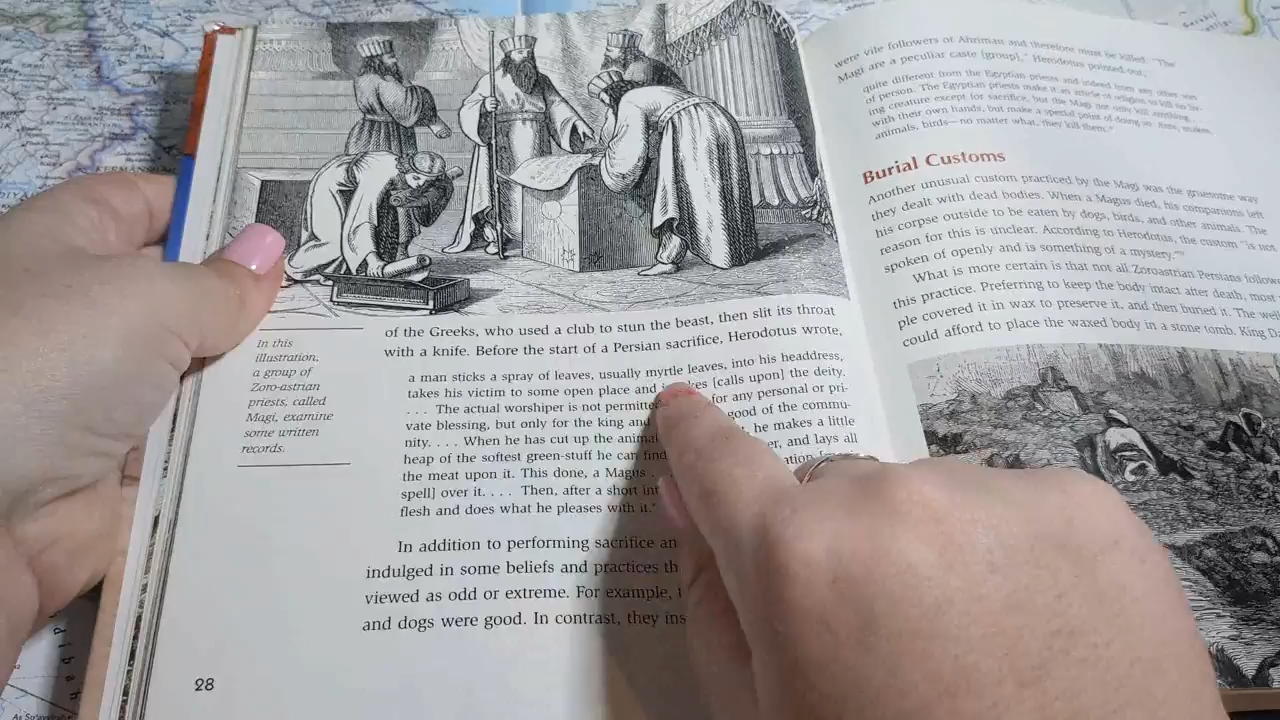 In this
illustration,
a group of
Zoro-astrian
priests, called
Magi, examine
some written
records.
of the Greeks, who used a club to stun the beast, then slit its throat
with a knife. Before the start of a Persian sacrifice, Herodotus wrote,
a man sticks a spray of leaves, usually myrtle leaves, into his headdress,
takes his victim to some open place and [calls upon] the deity.
. . . The actual worshiper is not permitted for any personal or pri-
vate blessing, but only for the king and good of the commu-
nity. . . . When he has cut up the animal he makes a little
heap of the softest green-stuff he can find and lays all
the meat upon it. This done, a Magus
spell] over it. . . . Then, after a short
flesh and does what he pleases with it."
In addition to performing sacrifice
indulged in some beliefs and practices
viewed as odd or extreme. For example,
and dogs were good. In contrast, they
28
were vile followers of Ahriman and therefore must be killed. "The
Magi are a peculiar caste [group]," Herodotus pointed out,
quite different from the Egyptian priests and indeed from any other sort
of person. The Egyptian priests make it an article of religion to kill no liv-
ing creature except for sacrifice, but the Magi not only kill anything,
with their own hands, but make a special point of doing so.
animals, birds—no matter what, they kill them."
Burial Customs
Another unusual custom practiced by the Magi was the gruesome way
they dealt with dead bodies. When a Magus died, his companions left
his corpse outside to be eaten by dogs, birds, and other animals. The
reason for this is unclear. According to Herodotus, the custom "is not
spoken of openly and is something of a mystery."
What is more certain is that not all Zoroastrian Persians
this practice. Preferring to keep the body intact after death, most
ple covered it in wax to preserve it, and then buried it. The
could afford to place the waxed body in a stone tomb. King